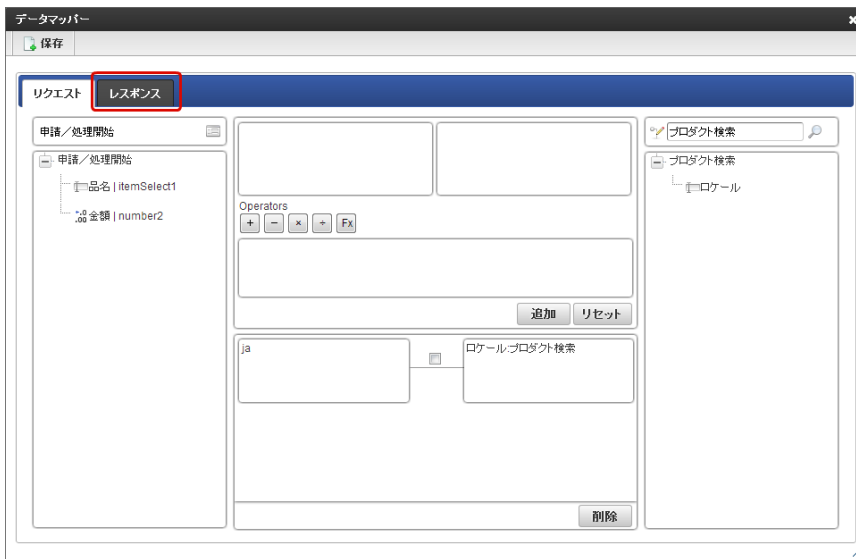 データマッパー
保存
リクエスト レスポンス
申請／処理開始
申請／処理開始
品名 | itemSelect1
金額 | number2
Operators
+ − × ÷ Fx
追加 リセット
ja
ロケール:プロダクト検索
削除
プロダクト検索
プロダクト検索
ロケール